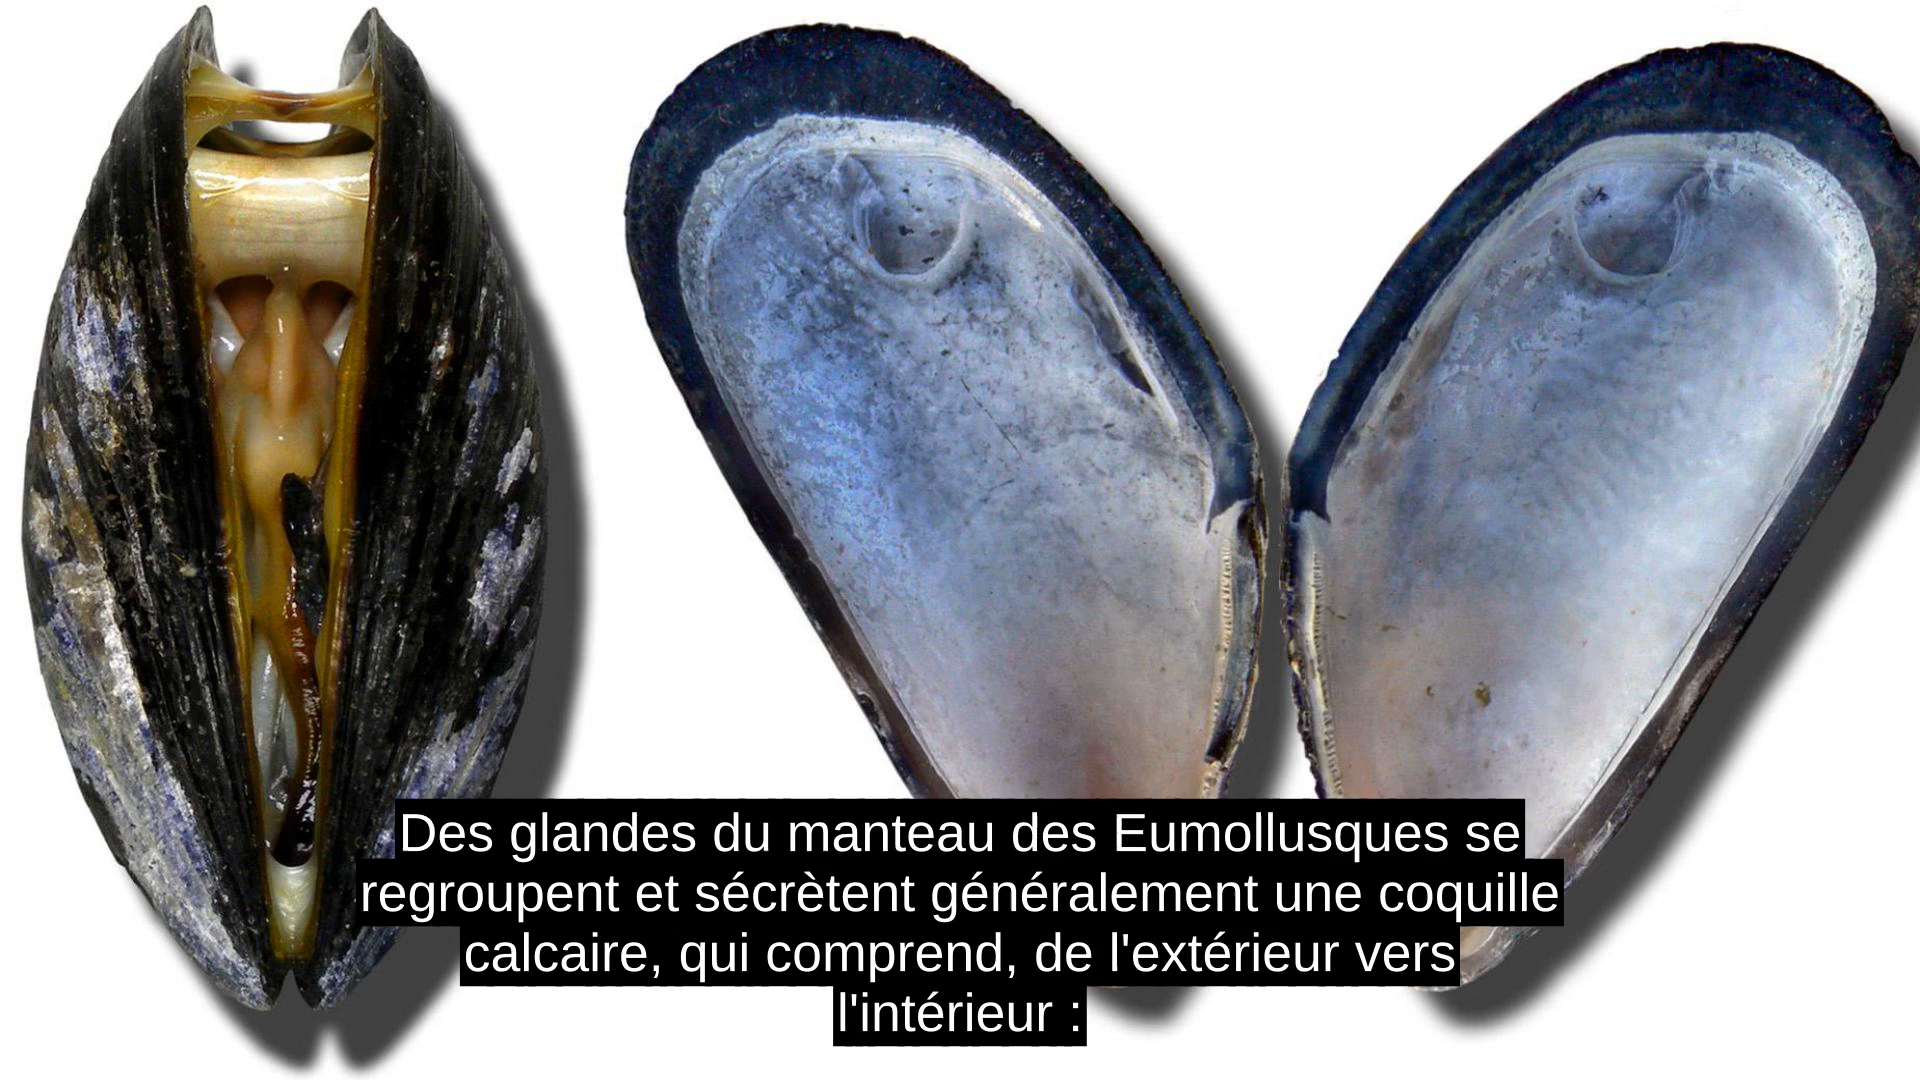 Des glandes du manteau des Eumollusques se
regroupent et sécrètent généralement une coquille
calcaire, qui comprend, de l'extérieur vers
l'intérieur :